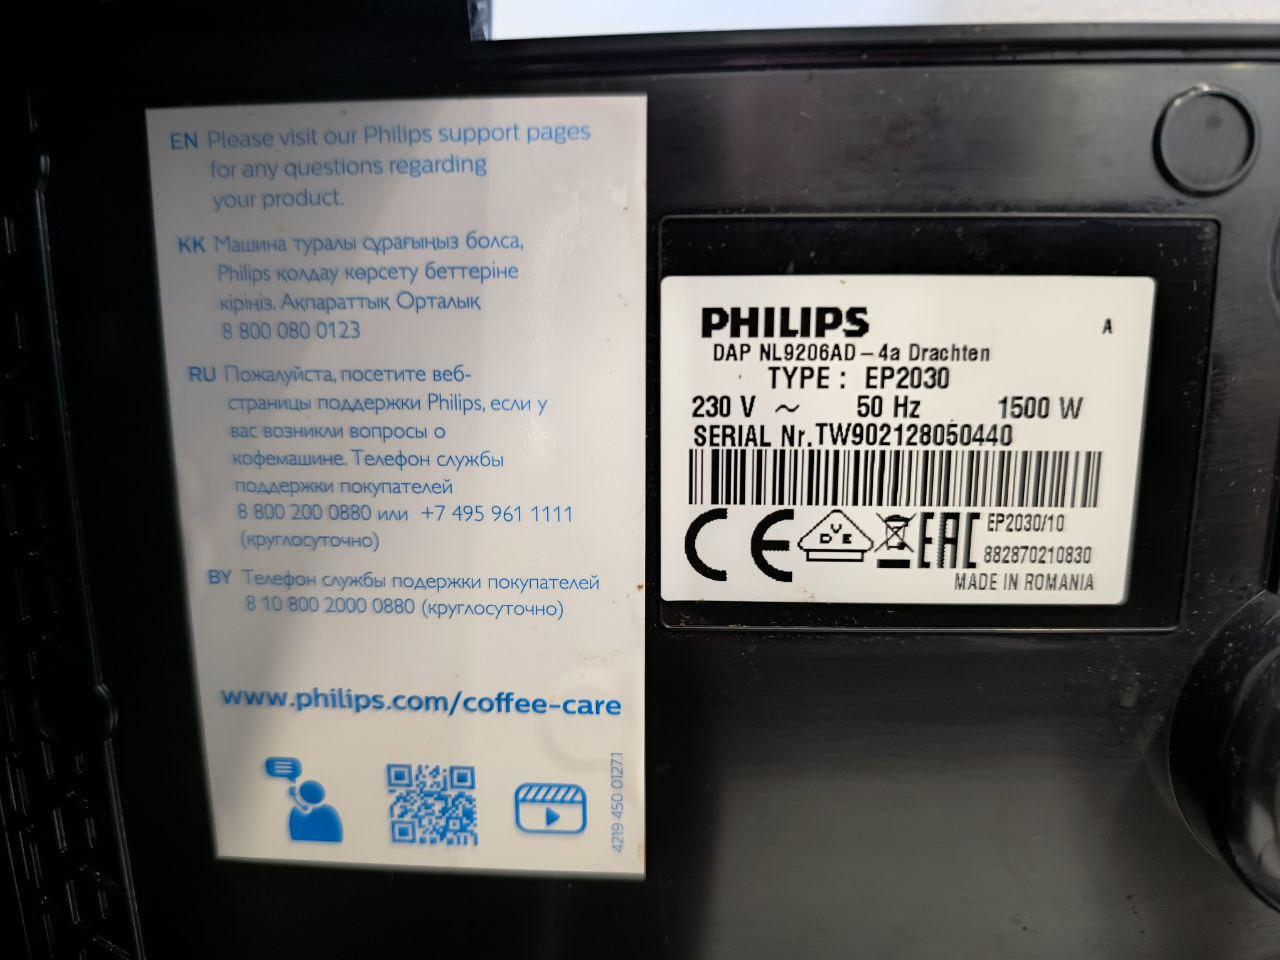 EN Please visit our Philips support pages
for any questions regarding
your product.
KK Машина туралы сұрағыңыз болса,
Philips қолдау көрсету беттеріне
кіріңіз. Ақпараттық Орталық
8 800 080 0123
RU Пожалуйста, посетите веб-
страницы поддержки Philips, если у
вас возникли вопросы о
кофемашине. Телефон службы
поддержки покупателей
8 800 200 0880 или +7 495 961 1111
(круглосуточно)
BY Телефон службы подержки покупателей
8 10 800 2000 0880 (круглосуточно)
www.philips.com/coffee-care
4219 450 01271
PHILIPS
A
DAP NL9206AD-4a Drachten
TYPE : EP2030
230 V ~ 50 Hz 1500 W
SERIAL Nr.TW902128050440
CE
DVE
EAC
EP2030/10
882870210830
MADE IN ROMANIA